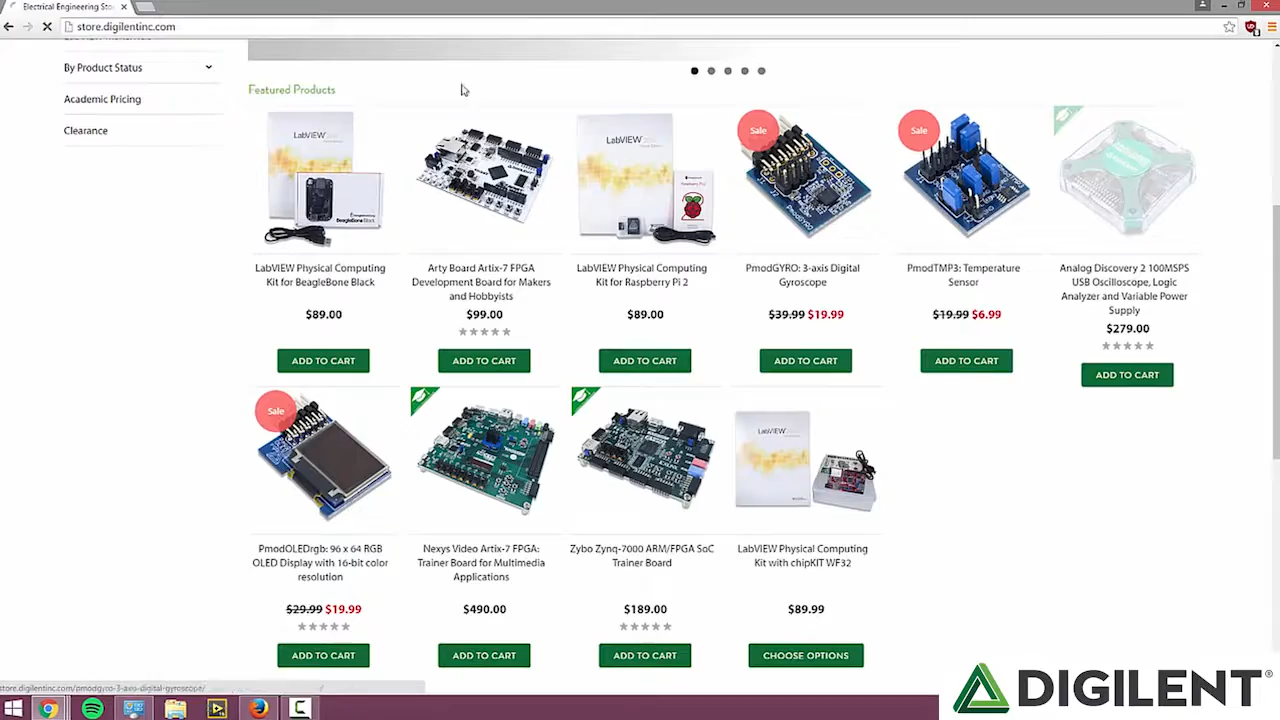 Electrical Engineering Sto
store.digilentinc.com
By Product Status
Academic Pricing
Clearance
Featured Products
LabVIEW
BeagleBone Black
LabVIEW
Sale
Sale
LabVIEW Physical Computing
Kit for BeagleBone Black
$89.00
ADD TO CART
Arty Board Artix-7 FPGA
Development Board for Makers
and Hobbyists
$99.00
ADD TO CART
LabVIEW Physical Computing
Kit for Raspberry Pi 2
$89.00
ADD TO CART
PmodGYRO: 3-axis Digital
Gyroscope
$39.99 $19.99
ADD TO CART
PmodTMP3: Temperature
Sensor
$19.99 $6.99
ADD TO CART
Analog Discovery 2 100MSPS
USB Oscilloscope, Logic
Analyzer and Variable Power
Supply
$279.00
ADD TO CART
Sale
LabVIEW
PmodOLEDrgb: 96 x 64 RGB
OLED Display with 16-bit color
resolution
$29.99 $19.99
ADD TO CART
Nexys Video Artix-7 FPGA:
Trainer Board for Multimedia
Applications
$490.00
ADD TO CART
Zybo Zynq-7000 ARM/FPGA SoC
Trainer Board
$189.00
ADD TO CART
LabVIEW Physical Computing
Kit with chipKIT WF32
$89.99
CHOOSE OPTIONS
store.digilentinc.com/pmodgyro-3-axis-digital-gyroscope/
DIGILENT®